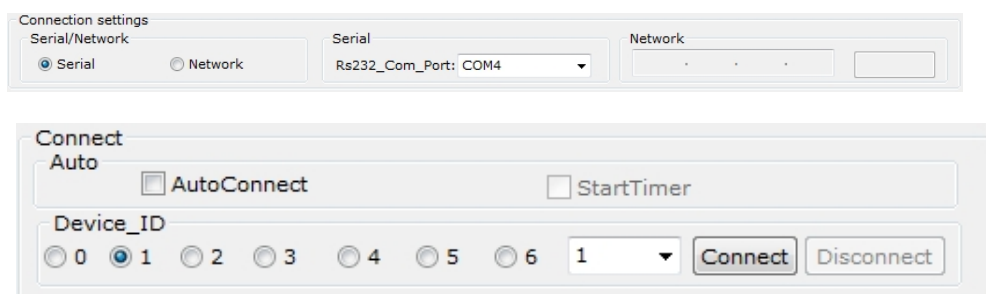 Connection settings
Serial/Network Serial Network
Serial Network Rs232_Com_Port: COM4 . . .
Connect
Auto
AutoConnect StartTimer
Device_ID
0 1 2 3 4 5 6 1 Connect Disconnect